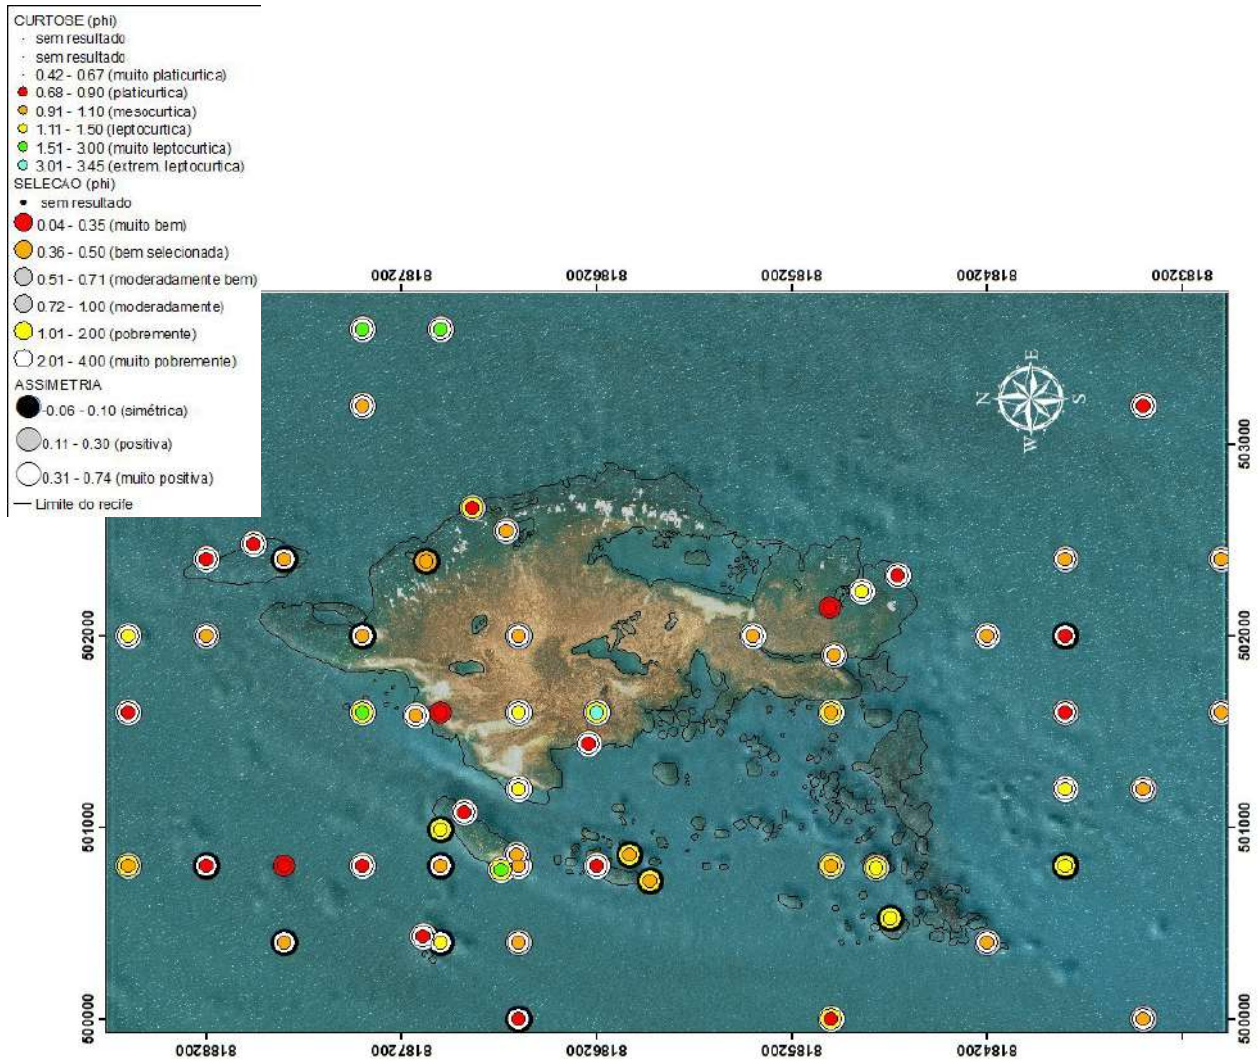 CURTOSE (phi)
sem resultado
sem resultado
0.42 - 0.67 (muito platicurtica)
0.68 - 0.90 (platicurtica)
0.91 - 1.10 (mesocurtica)
1.11 - 1.50 (leptocurtica)
1.51 - 3.00 (muito leptocurtica)
3.01 - 3.45 (extrem. leptocurtica)
SELECAO (phi)
sem resultado
0.04 - 0.35 (muito bem)
0.36 - 0.50 (bem selecionada)
0.51 - 0.71 (moderadamente bem)
0.72 - 1.00 (moderadamente)
1.01 - 2.00 (pobremente)
2.01 - 4.00 (muito pobremente)
ASSIMETRIA
-0.06 - 0.10 (simétrica)
0.11 - 0.30 (positiva)
0.31 - 0.74 (muito positiva)
Limite do recife
8187200 8186200 8185200 8184200 8183200
N E S W
503000
502000 502000
501000 501000
500000 500000
8188200 8187200 8186200 8185200 8184200